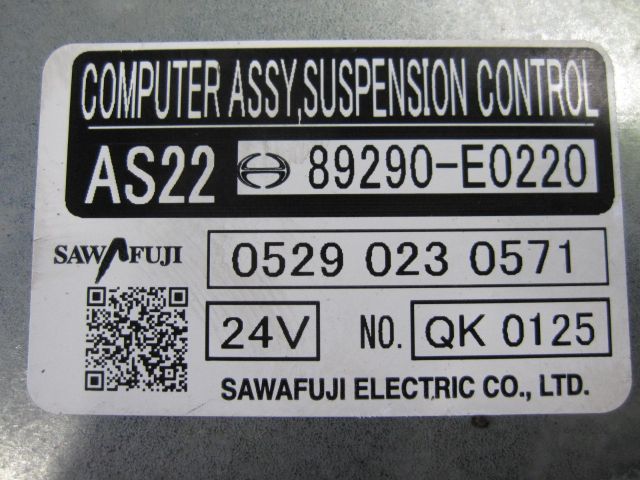 COMPUTER ASSY,SUSPENSION CONTROL
AS22 89290-E0220
SAWAFUJI 0529 023 0571
24V NO. QK 0125
SAWAFUJI ELECTRIC CO., LTD.